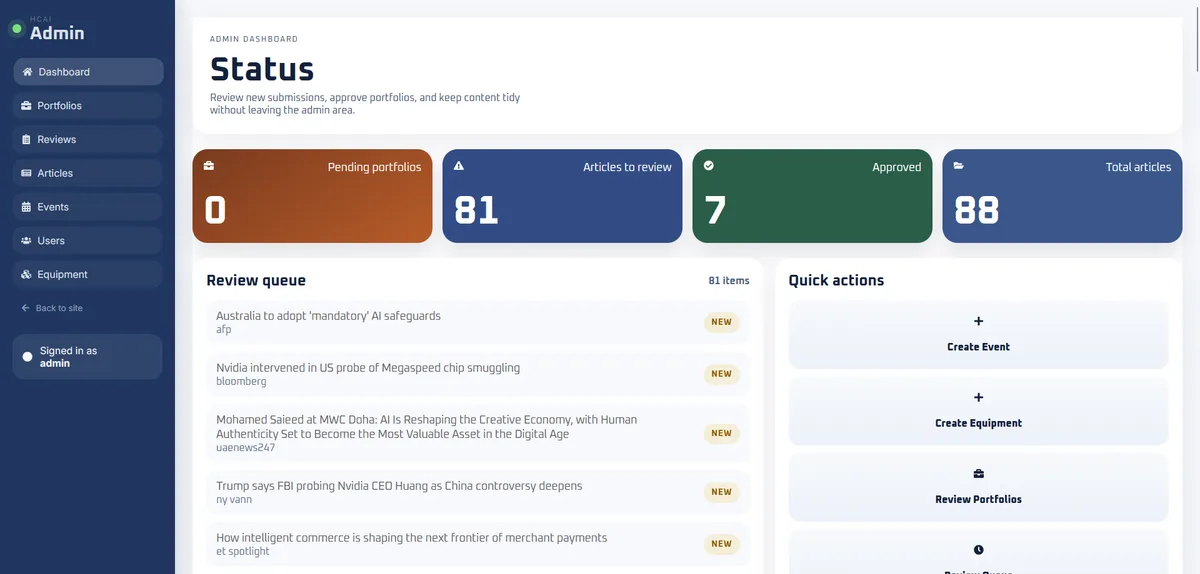 HCAI
Admin
Dashboard
Portfolios
Reviews
Articles
Events
Users
Equipment
Back to site
Signed in as
admin
ADMIN DASHBOARD
Status
Review new submissions, approve portfolios, and keep content tidy
without leaving the admin area.
Pending portfolios
0
Articles to review
81
Approved
7
Total articles
88
Review queue
81 items
Australia to adopt 'mandatory' AI safeguards
afp
NEW
Nvidia intervened in US probe of Megaspeed chip smuggling
bloomberg
NEW
Mohamed Saieed at MWC Doha: AI Is Reshaping the Creative Economy, with Human
Authenticity Set to Become the Most Valuable Asset in the Digital Age
uaenews247
NEW
Trump says FBI probing Nvidia CEO Huang as China controversy deepens
ny vann
NEW
How intelligent commerce is shaping the next frontier of merchant payments
et spotlight
NEW
Quick actions
Create Event
Create Equipment
Review Portfolios
Review Queue